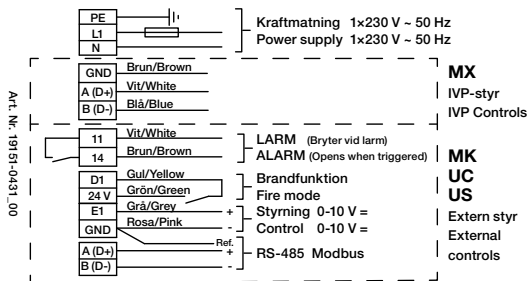 PE
L1
N
Kraftmatning 1×230 V ~ 50 Hz
Power supply 1×230 V ~ 50 Hz
GND Brun/Brown
A (D+) Vit/White
B (D-) Blå/Blue
MX
IVP-styr
IVP Controls
11 Vit/White
14 Brun/Brown
LARM (Bryter vid larm)
ALARM (Opens when triggered)
D1 Gul/Yellow
24 V Grön/Green
Brandfunktion
Fire mode
E1 Grå/Grey
GND Rosa/Pink
+ Styrning 0-10 V =
- Control 0-10 V =
Ref.
A (D+)
B (D-)
+
-
RS-485 Modbus
MK
UC
US
Extern styr
External
controls
Art. Nr. 19151-0431_00